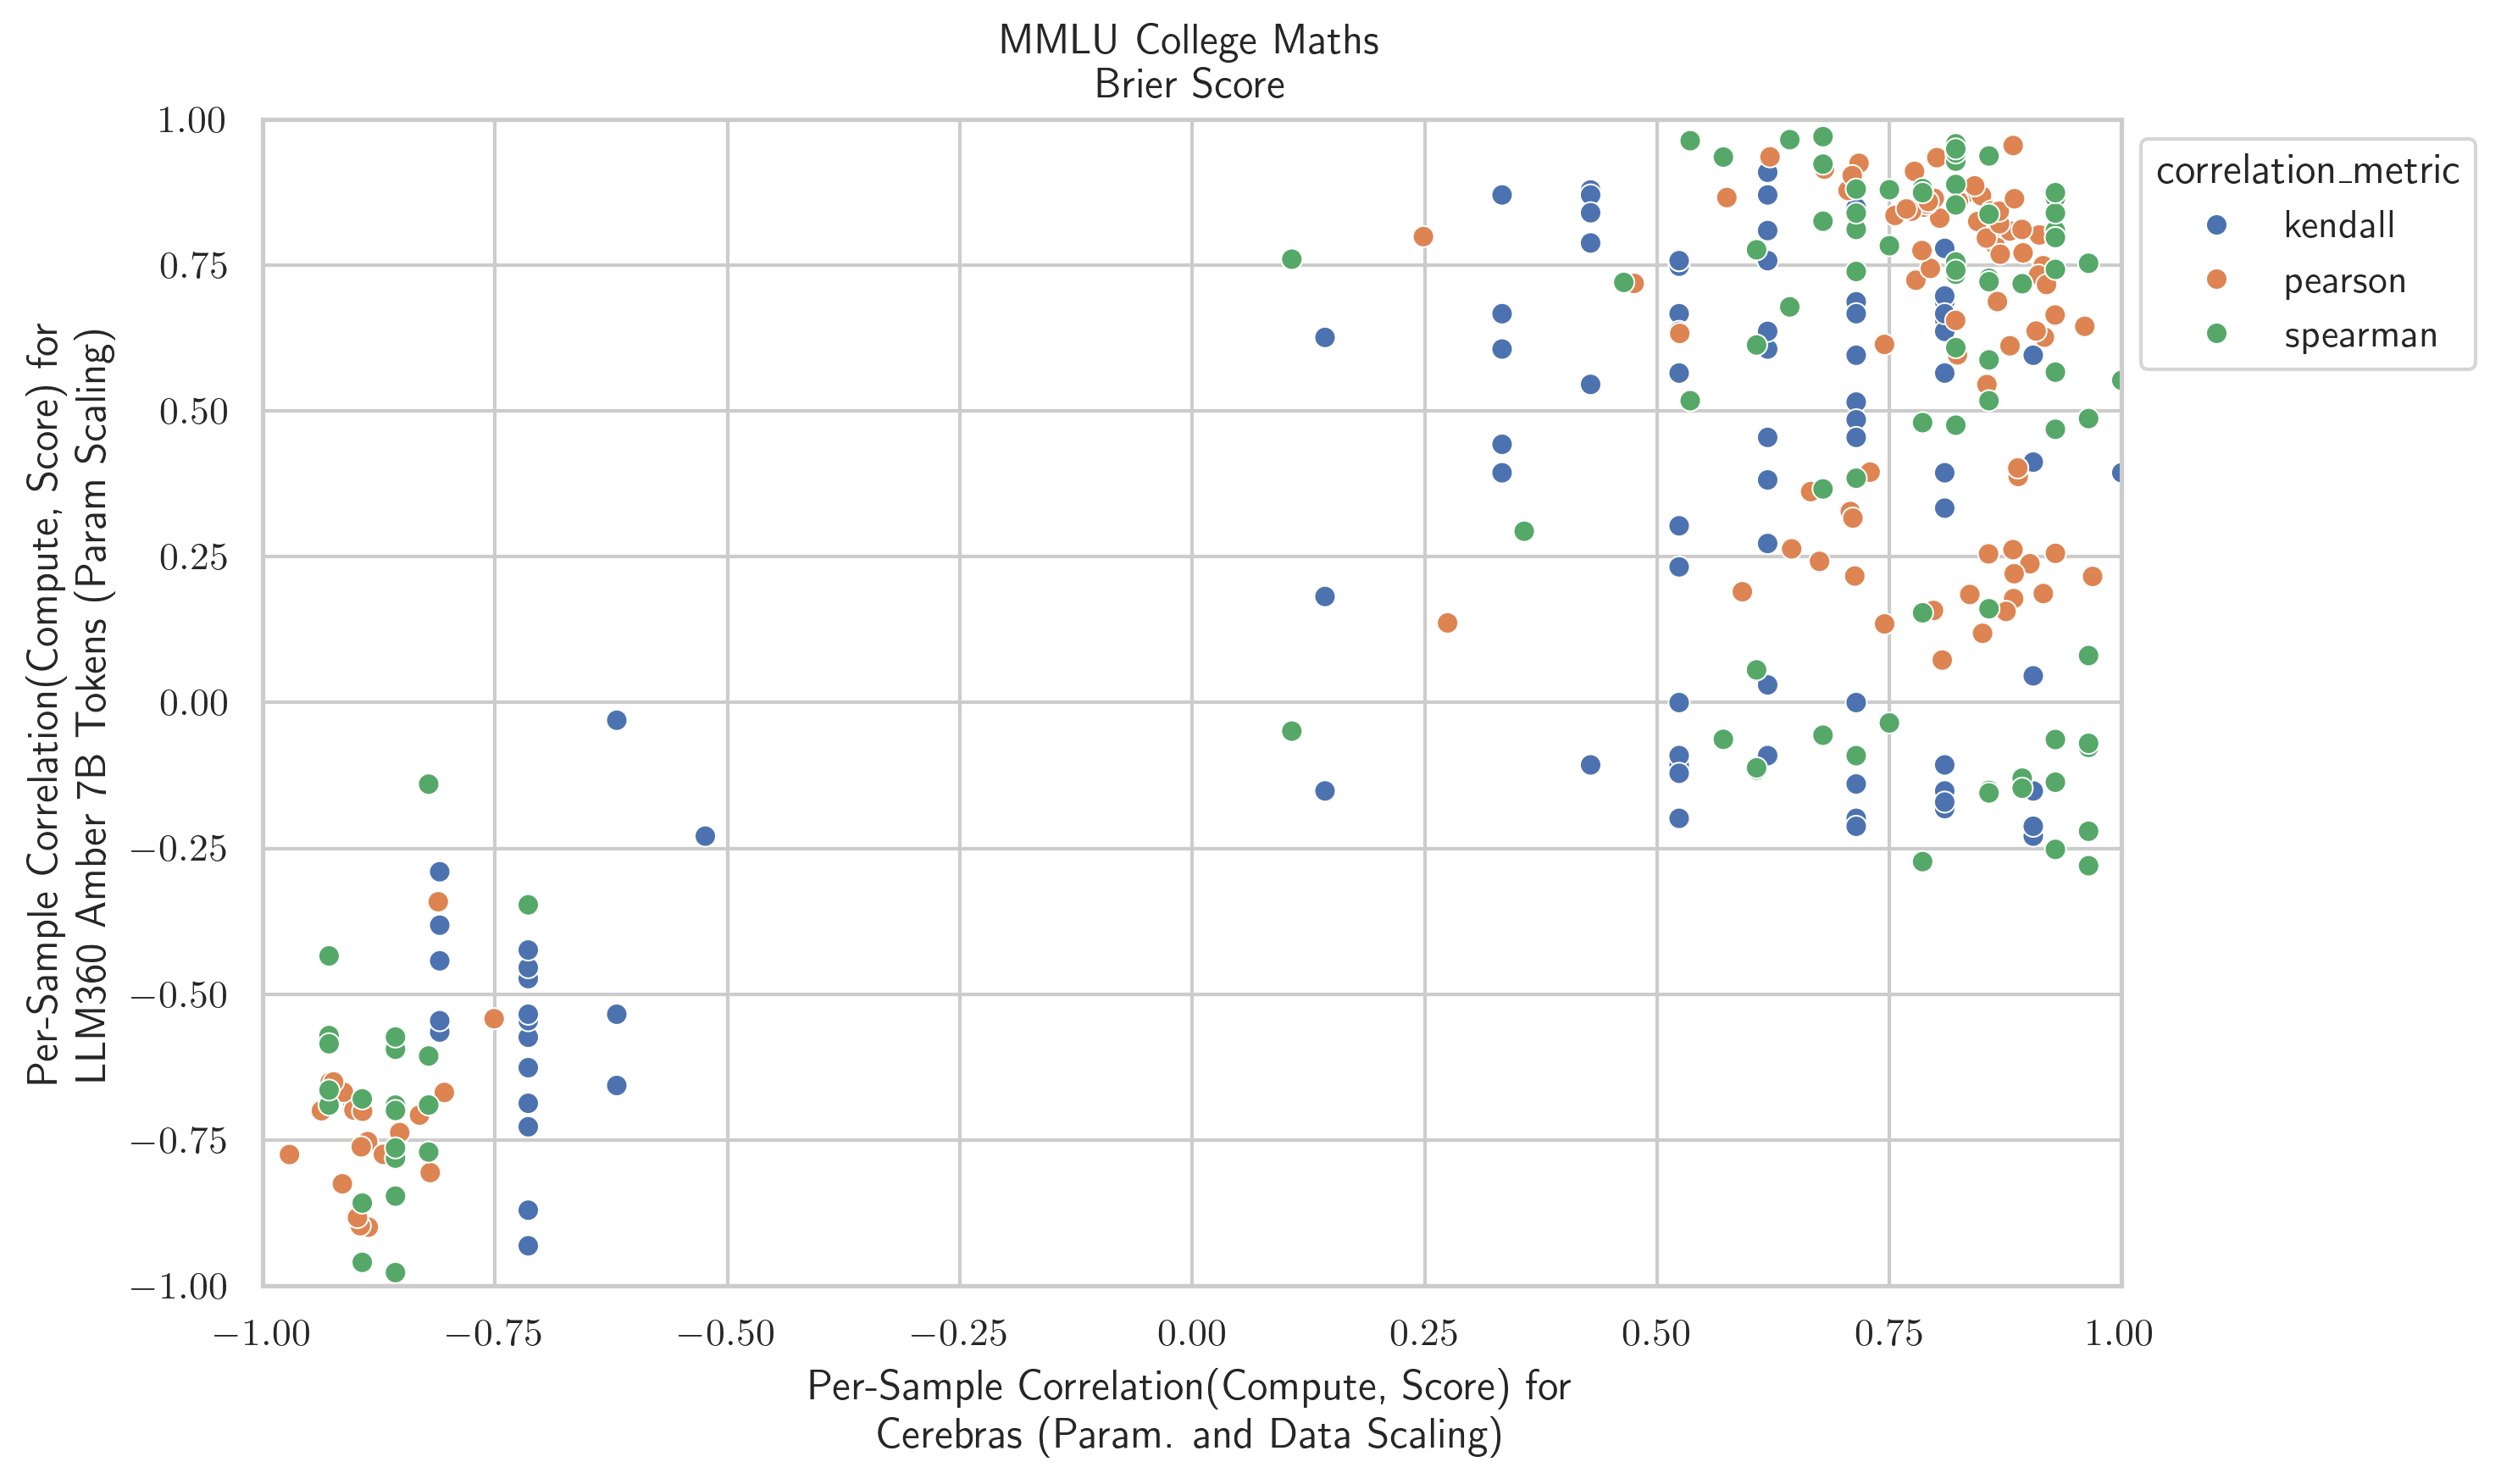 MMLU College Maths
Brier Score
Per-Sample Correlation(Compute, Score) for
LLM360 Amber 7B Tokens (Param Scaling)
1.00
0.75
0.50
0.25
0.00
−0.25
−0.50
−0.75
−1.00
−1.00 −0.75 −0.50 −0.25 0.00 0.25 0.50 0.75 1.00
Per-Sample Correlation(Compute, Score) for
Cerebras (Param. and Data Scaling)
correlation_metric
kendall
pearson
spearman